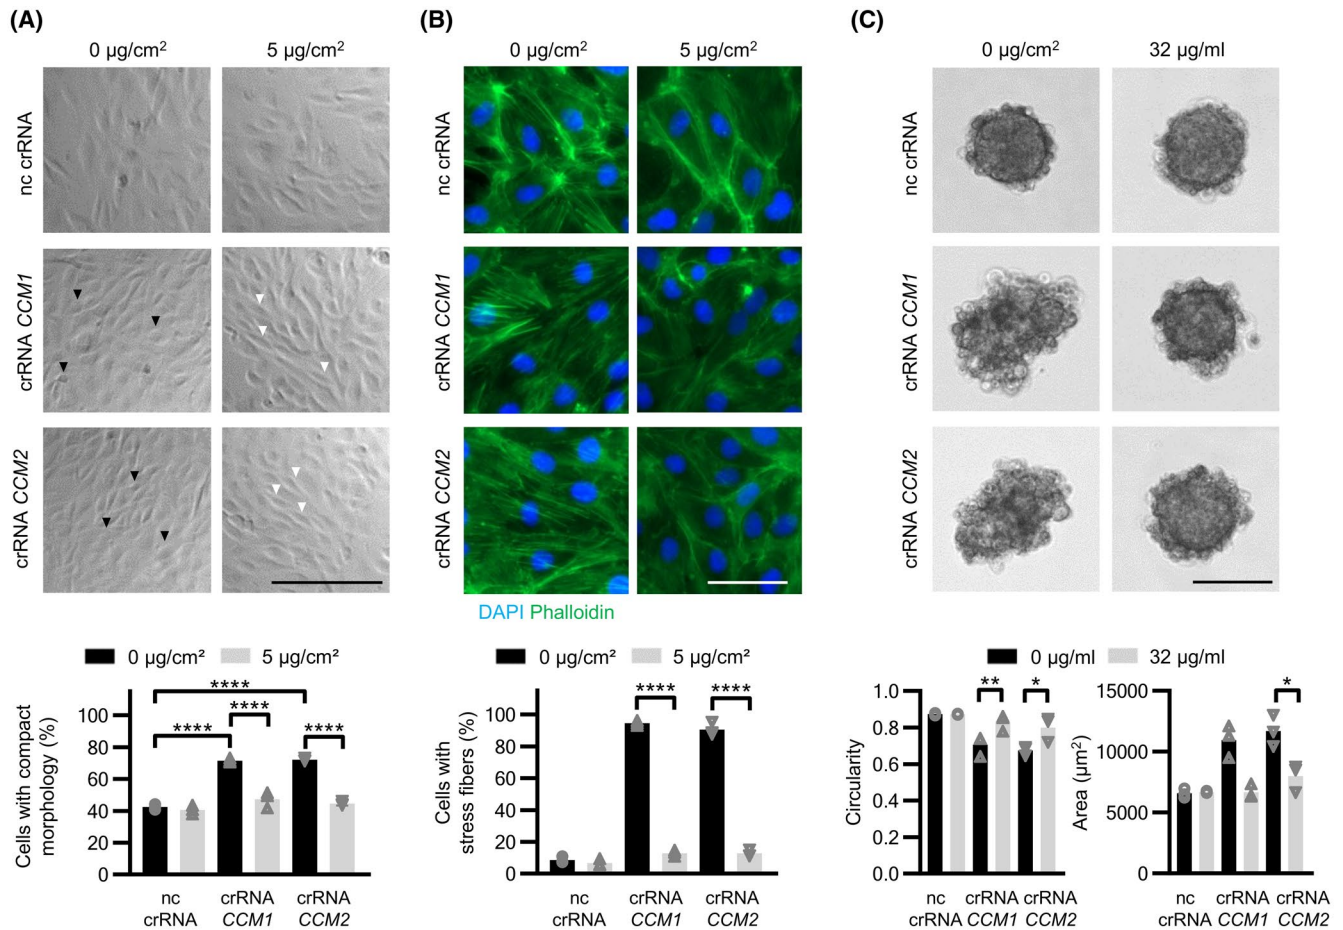 (A)
0 µg/cm²
5 µg/cm²
nc crRNA
crRNA CCM1
crRNA CCM2
(B)
0 µg/cm²
5 µg/cm²
nc crRNA
crRNA CCM1
crRNA CCM2
DAPI Phalloidin
(C)
0 µg/cm²
32 µg/ml
nc crRNA
crRNA CCM1
crRNA CCM2
0 µg/cm²
5 µg/cm²
Cells with compact
morphology (%)
100
80
60
40
20
0
****
****
****
****
nc
crRNA
crRNA
CCM1
crRNA
CCM2
0 µg/cm²
5 µg/cm²
Cells with
stress fibers (%)
100
80
60
40
20
0
****
****
nc
crRNA
crRNA
CCM1
crRNA
CCM2
0 µg/ml
32 µg/ml
Circularity
1.0
0.8
0.6
0.4
0.2
0.0
**
*
nc
crRNA
crRNA
CCM1
crRNA
CCM2
Area (µm²)
15000
10000
5000
0
*
nc
crRNA
crRNA
CCM1
crRNA
CCM2